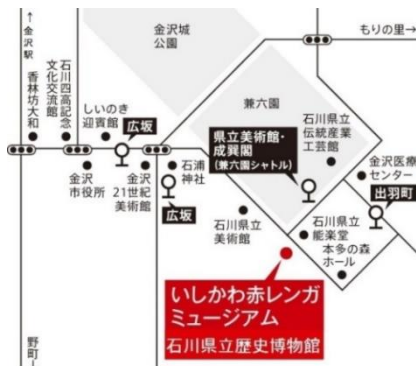 ↑金沢駅
金沢城
公園
もりの里→
香林坊大和
石川四高記念
文化交流館
しいのき
迎賓館
広坂
兼六園
県立美術館・
成巽閣
(兼六園シャトル)
石川県立
伝統産業
工芸館
金沢医療
センター
出羽町
金沢
市役所
金沢
21世紀
美術館
石浦
神社
広坂
石川県立
美術館
石川県立
能楽堂
本多の森
ホール
いしかわ赤レンガ
ミュージアム
石川県立歴史博物館
野町↓